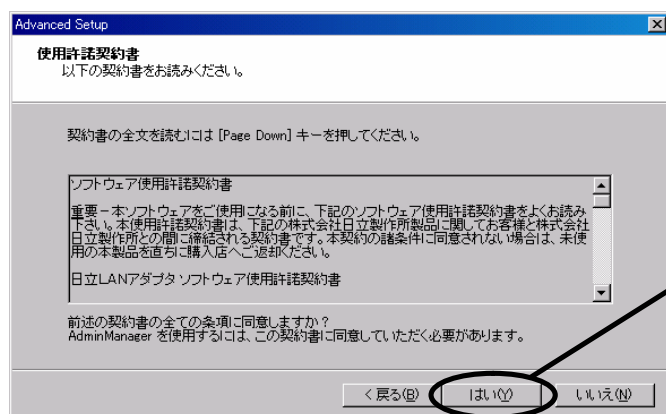 Advanced Setup
使用許諾契約書
以下の契約書をお読みください。
契約書の全文を読むには [Page Down] キーを押してください。
ソフトウェア使用許諾契約書
重要－本ソフトウェアをご使用になる前に、下記のソフトウェア使用許諾契約書をよくお読み
下さい。本使用許諾契約書は、下記の株式会社日立製作所製品に関してお客様と株式会社
日立製作所との間に締結される契約書です。本契約の諸条件に同意されない場合は、未使
用の本製品を直ちに購入店へご返却ください。
日立LANアダプタ ソフトウェア使用許諾契約書
前述の契約書の全ての条項に同意しますか？
AdminManager を使用するには、この契約書に同意していただく必要があります。
< 戻る(B)
はい(Y)
いいえ(N)